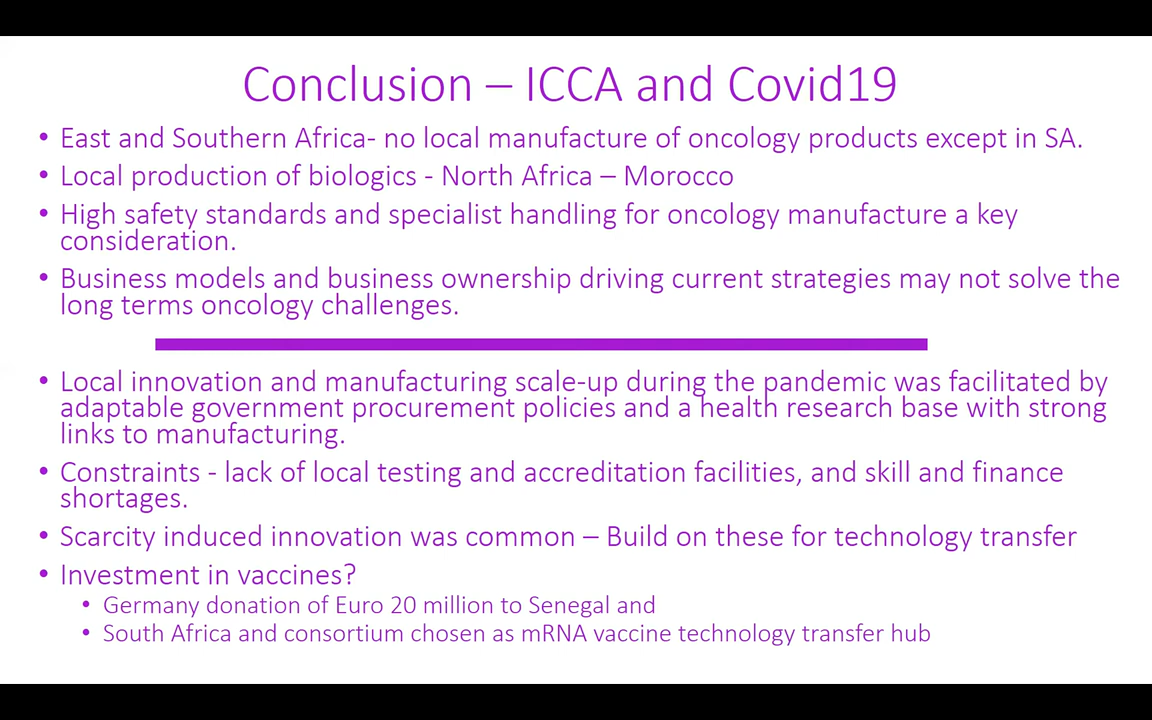 Conclusion – ICCA and Covid19
• East and Southern Africa- no local manufacture of oncology products except in SA.
• Local production of biologics - North Africa – Morocco
• High safety standards and specialist handling for oncology manufacture a key
consideration.
• Business models and business ownership driving current strategies may not solve the
long terms oncology challenges.
• Local innovation and manufacturing scale-up during the pandemic was facilitated by
adaptable government procurement policies and a health research base with strong
links to manufacturing.
• Constraints - lack of local testing and accreditation facilities, and skill and finance
shortages.
• Scarcity induced innovation was common – Build on these for technology transfer
• Investment in vaccines?
• Germany donation of Euro 20 million to Senegal and
• South Africa and consortium chosen as mRNA vaccine technology transfer hub